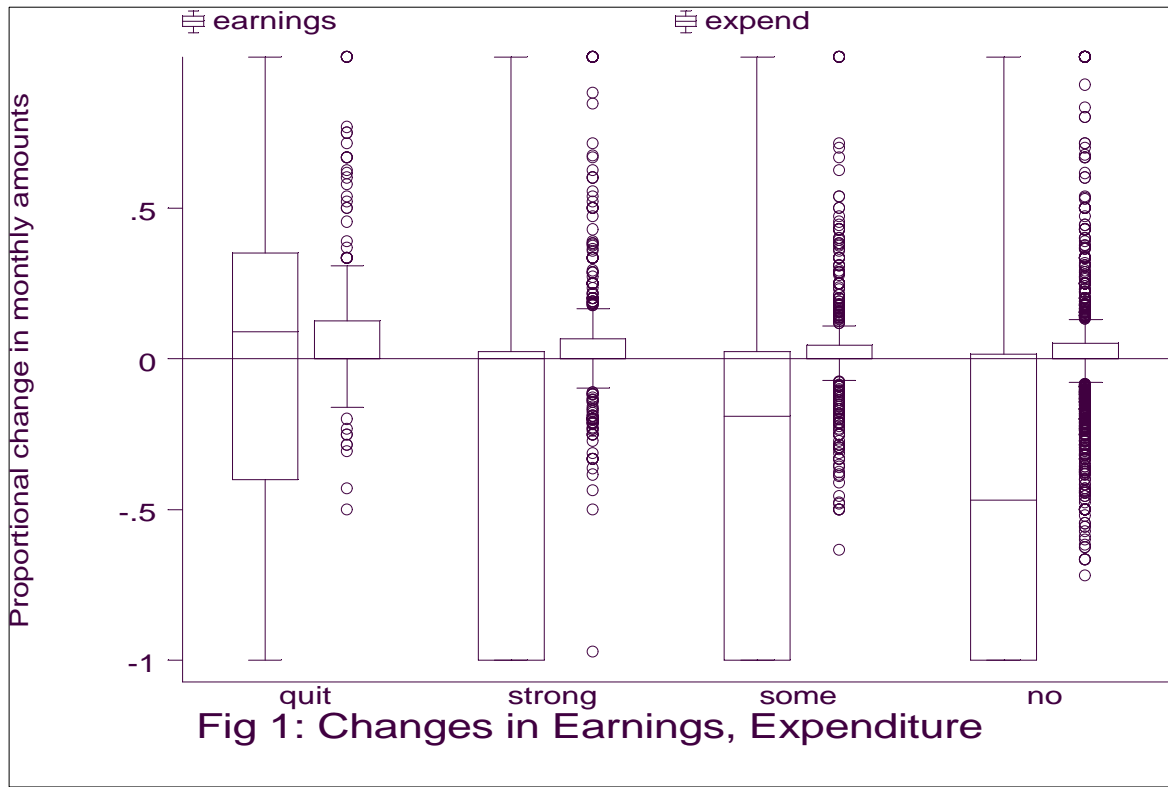 earnings expend
Proportional change in monthly amounts
.5
0
-.5
-1
quit strong some no
Fig 1: Changes in Earnings, Expenditure